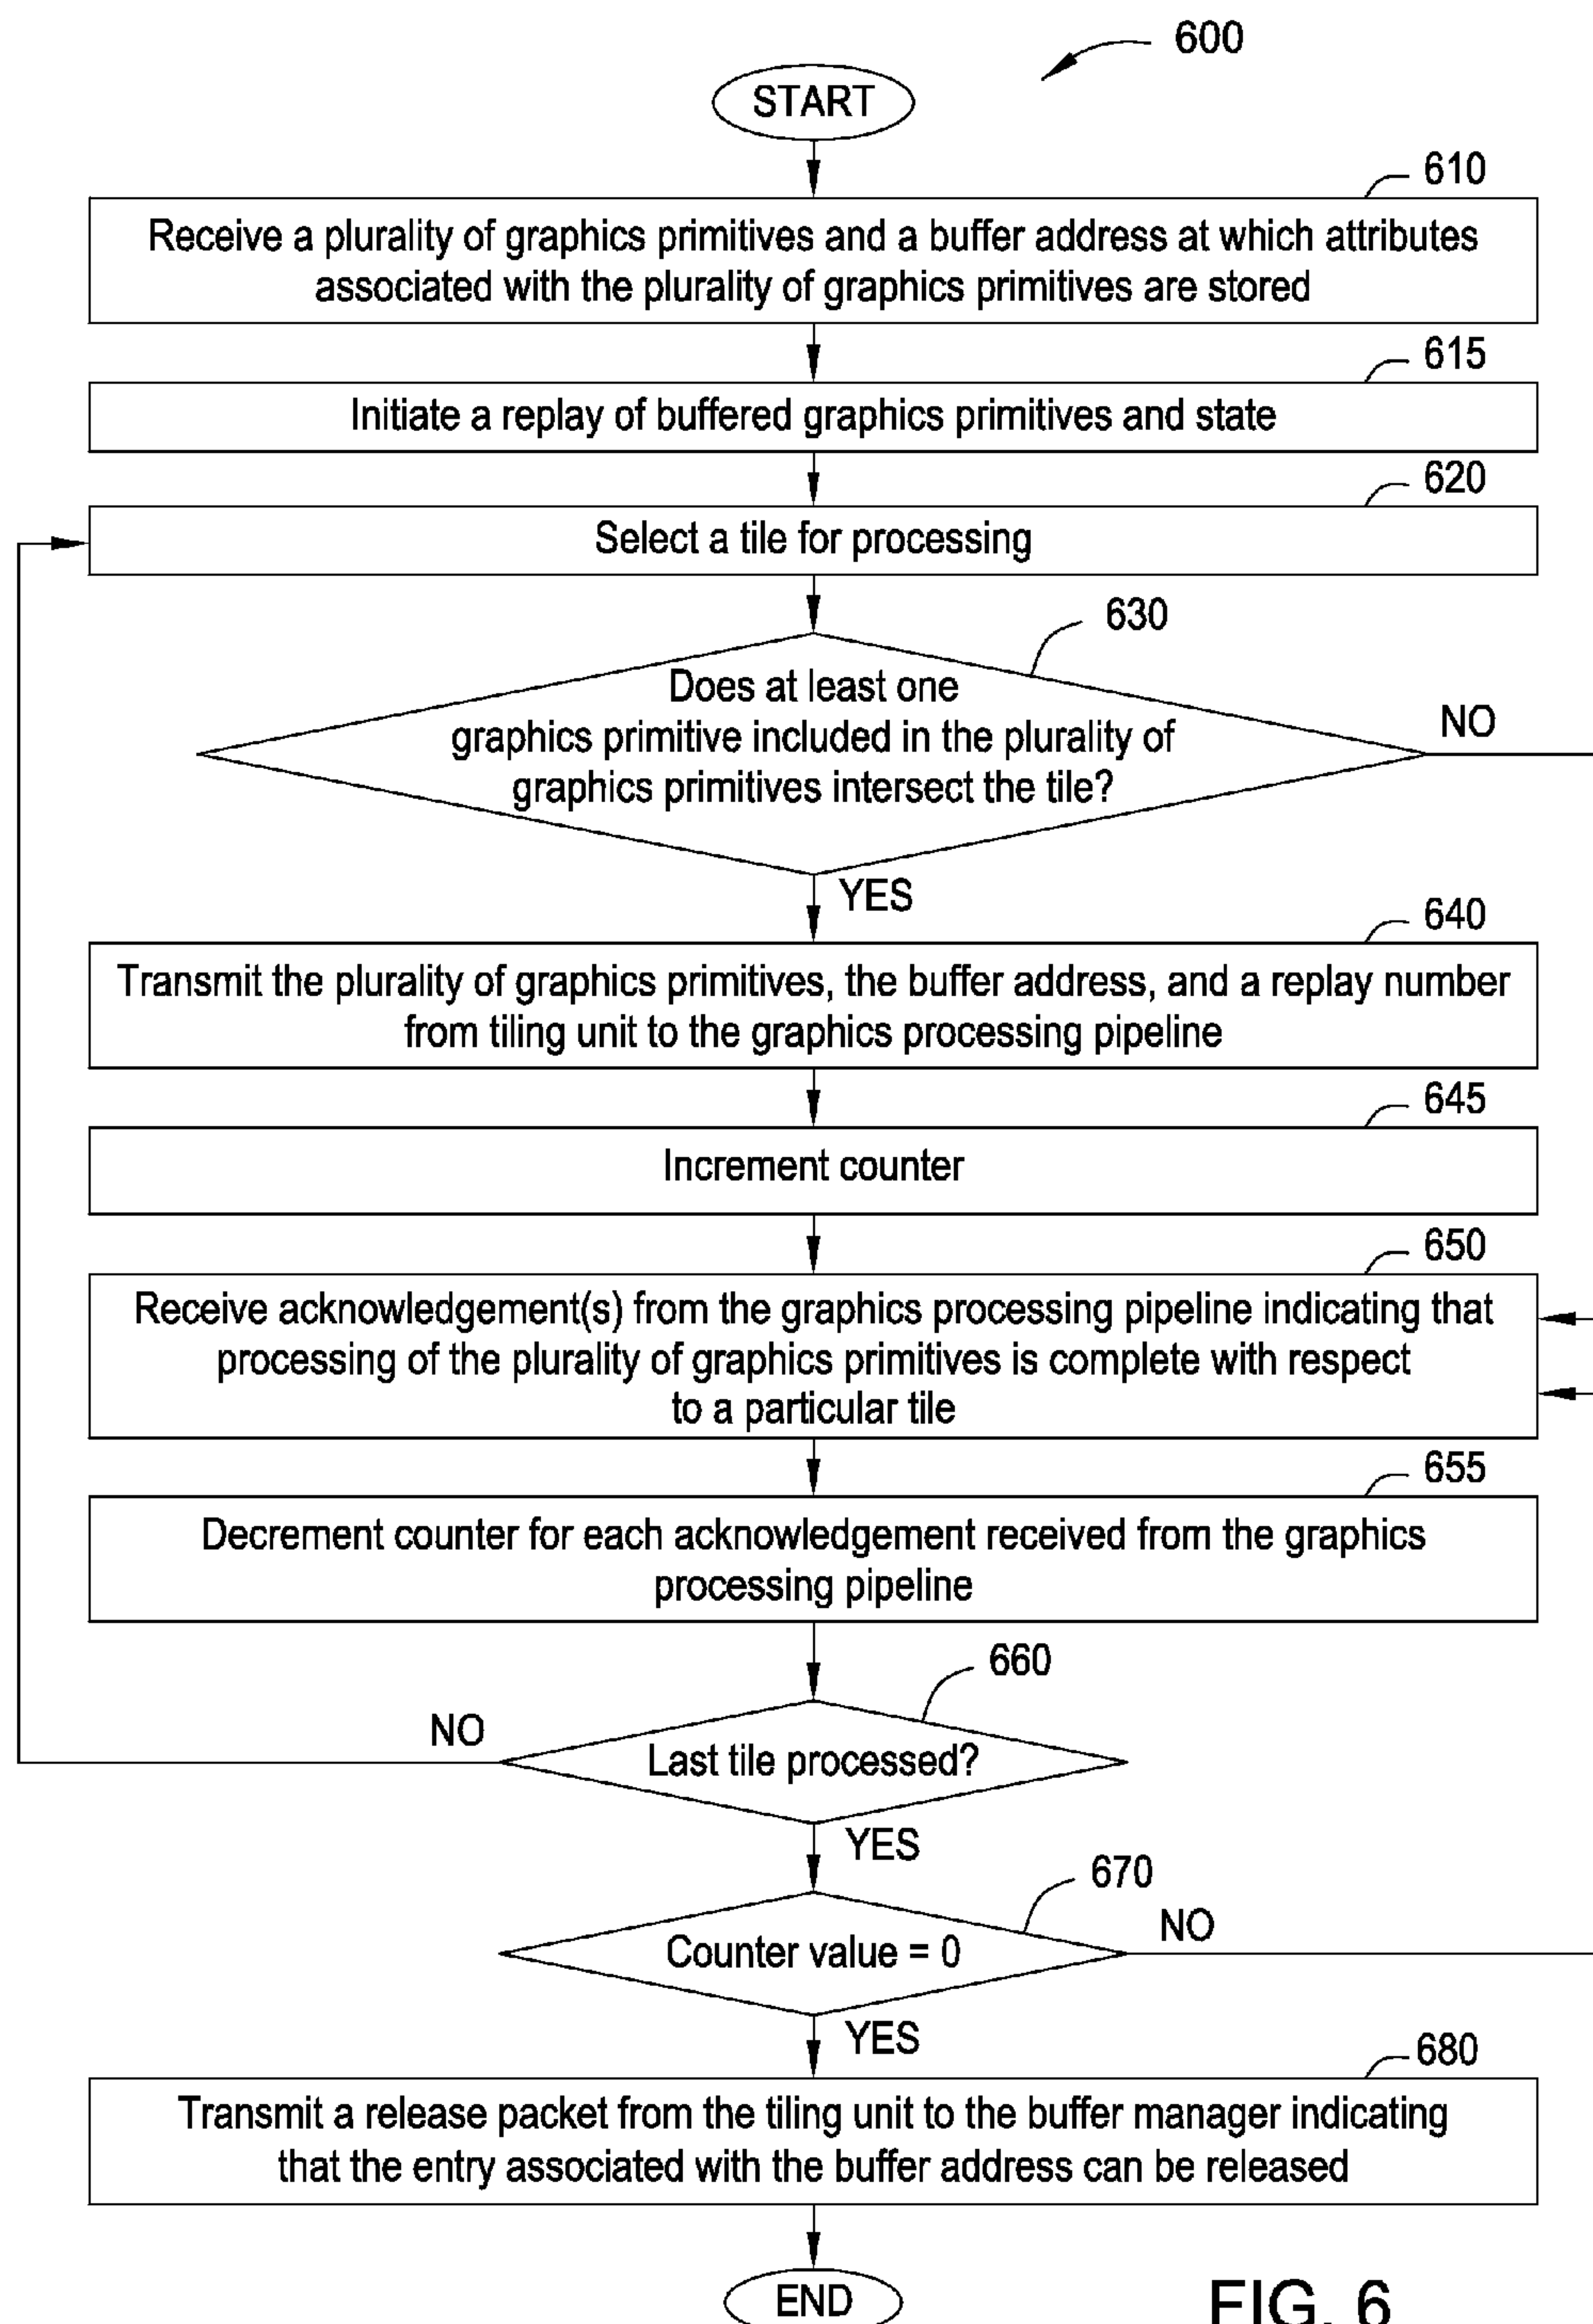 600
START
610
Receive a plurality of graphics primitives and a buffer address at which attributes
associated with the plurality of graphics primitives are stored
615
Initiate a replay of buffered graphics primitives and state
620
Select a tile for processing
630
Does at least one
graphics primitive included in the plurality of
graphics primitives intersect the tile?
NO
YES
640
Transmit the plurality of graphics primitives, the buffer address, and a replay number
from tiling unit to the graphics processing pipeline
645
Increment counter
650
Receive acknowledgement(s) from the graphics processing pipeline indicating that
processing of the plurality of graphics primitives is complete with respect
to a particular tile
655
Decrement counter for each acknowledgement received from the graphics
processing pipeline
660
NO
Last tile processed?
YES
670
Counter value = 0
NO
YES
680
Transmit a release packet from the tiling unit to the buffer manager indicating
that the entry associated with the buffer address can be released
END
FIG. 6